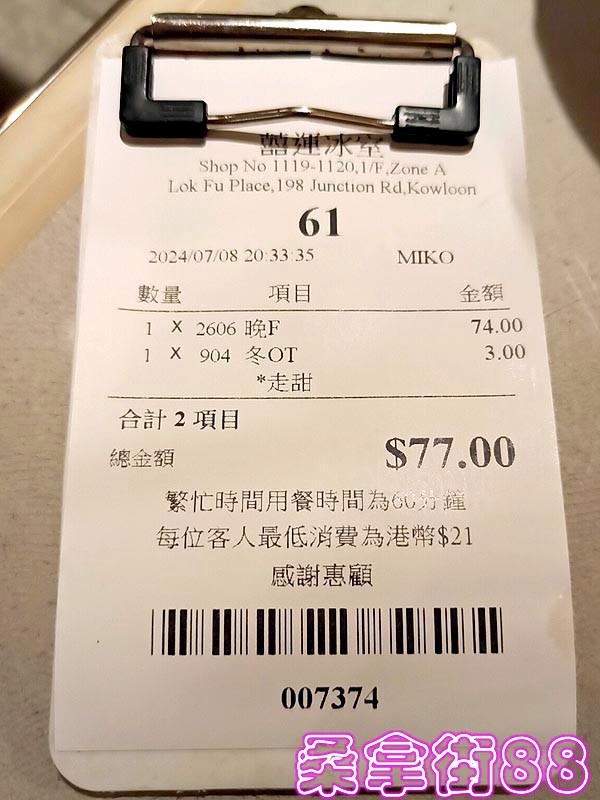 囍運冰室
Shop No 1119-1120,1/F,Zone A
Lok Fu Place,198 Junction Rd,Kowloon
61
2024/07/08 20:33:35 MIKO
數量 項目 金額
1 X 2606 晚F 74.00
1 X 904 冬OT 3.00
*走甜
合計 2 項目
總金額 $77.00
繁忙時間用餐時間為60分鐘
每位客人最低消費為港幣$21
感謝惠顧
007374
柔拿街88